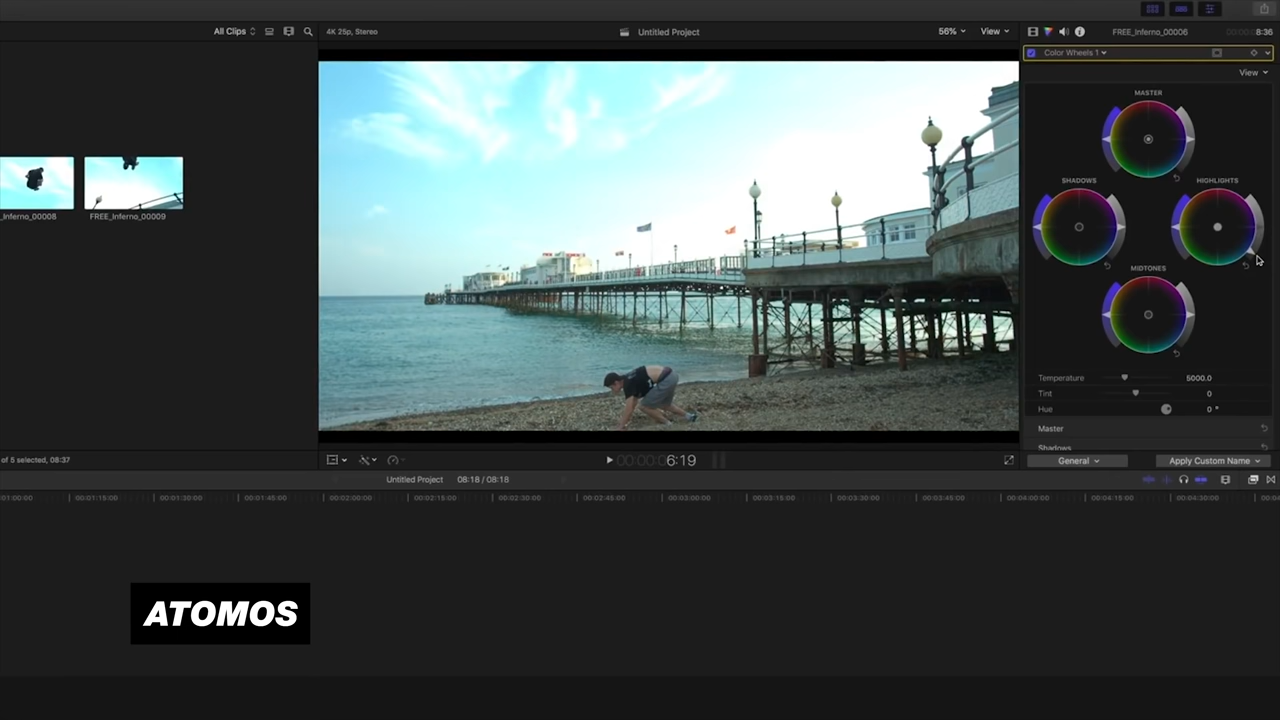 All Clips
4K 25p, Stereo
Untitled Project
56%
View
FREE_Inferno_00006
8:36
Color Wheels 1
View
MASTER
SHADOWS
HIGHLIGHTS
MIDTONES
_Inferno_00008
FREE_Inferno_00009
Temperature
5000.0
Tint
0
Hue
0 °
Master
Shadows
of 5 selected, 08:37
00:00:06:19
General
Apply Custom Name
Untitled Project
08:18 / 08:18
01:00:00
00:01:15:00
00:01:30:00
00:01:45:00
00:02:00:00
00:02:15:00
00:02:30:00
00:02:45:00
00:03:00:00
00:03:15:00
00:03:30:00
00:03:45:00
00:04:00:00
00:04:15:00
00:04:30:00
ATOMOS